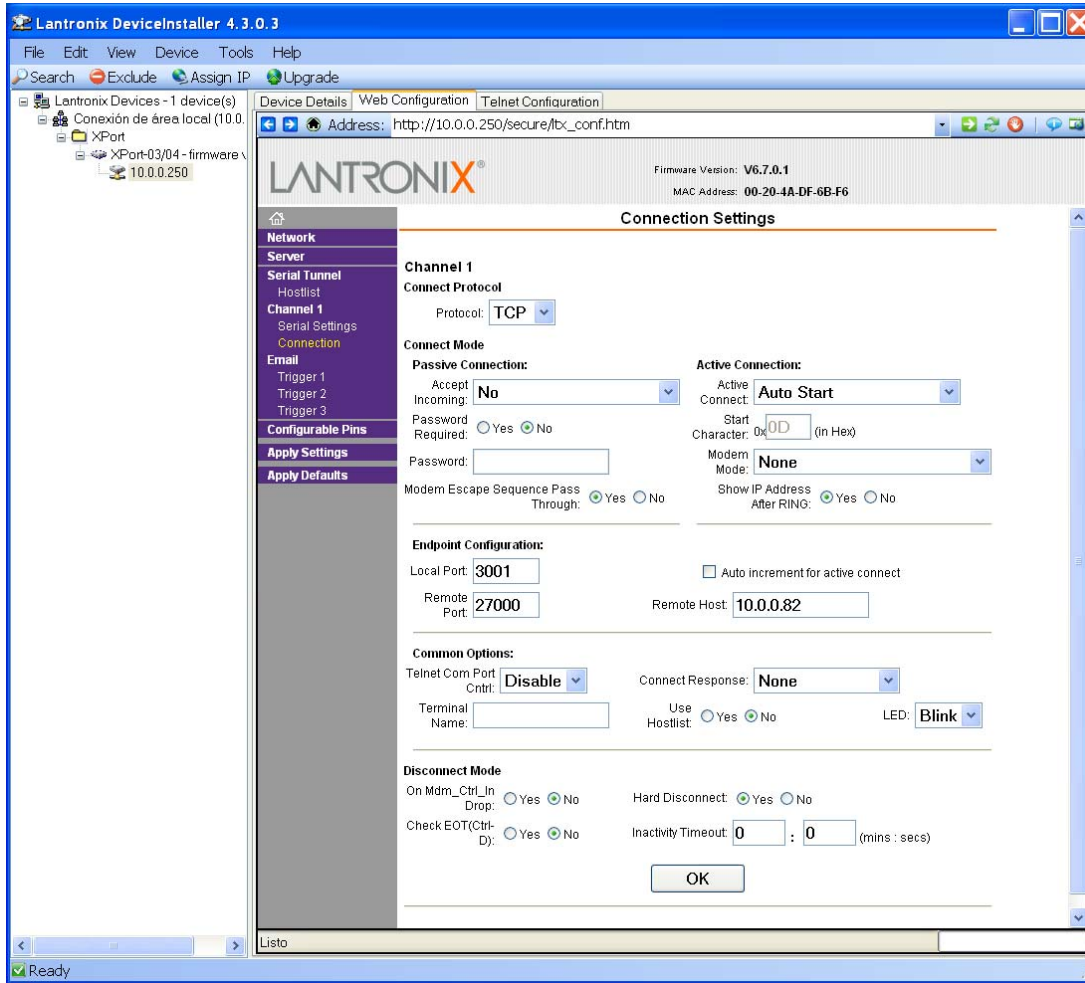 Lantronix DeviceInstaller 4.3.0.3
File Edit View Device Tools Help
Search Exclude Assign IP Upgrade
Lantronix Devices - 1 device(s)
Conexión de área local (10.0.
XPort
XPort-03/04 - firmware v
10.0.0.250
Device Details Web Configuration Telnet Configuration
Address: http://10.0.0.250/secure/ltx_conf.htm
LANTRONIX®
Firmware Version: V6.7.0.1
MAC Address: 00-20-4A-DF-6B-F6
Network
Server
Serial Tunnel
Hostlist
Channel 1
Serial Settings
Connection
Email
Trigger 1
Trigger 2
Trigger 3
Configurable Pins
Apply Settings
Apply Defaults
Connection Settings
Channel 1
Connect Protocol
Protocol: TCP
Connect Mode
Passive Connection:
Accept Incoming: No
Password Required: Yes No
Password:
Modem Escape Sequence Pass Through: Yes No
Active Connection:
Active Connect: Auto Start
Start Character: 0x0D (in Hex)
Modem Mode: None
Show IP Address After RING: Yes No
Endpoint Configuration:
Local Port: 3001 Auto increment for active connect
Remote Port: 27000 Remote Host: 10.0.0.82
Common Options:
Telnet Com Port Cntrl: Disable Connect Response: None
Terminal Name: Use Hostlist: Yes No LED: Blink
Disconnect Mode
On Mdm_Ctrl_In Drop: Yes No Hard Disconnect: Yes No
Check EOT(Ctrl-D): Yes No Inactivity Timeout: 0 : 0 (mins : secs)
OK
Listo
Ready